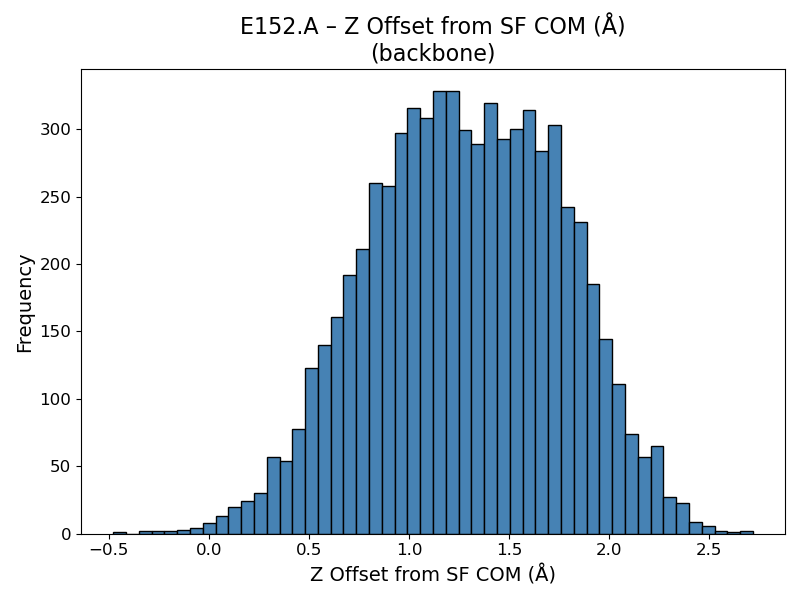 E152.A – Z Offset from SF COM (Å)
(backbone)
Frequency
300
250
200
150
100
50
0
−0.5 0.0 0.5 1.0 1.5 2.0 2.5
Z Offset from SF COM (Å)